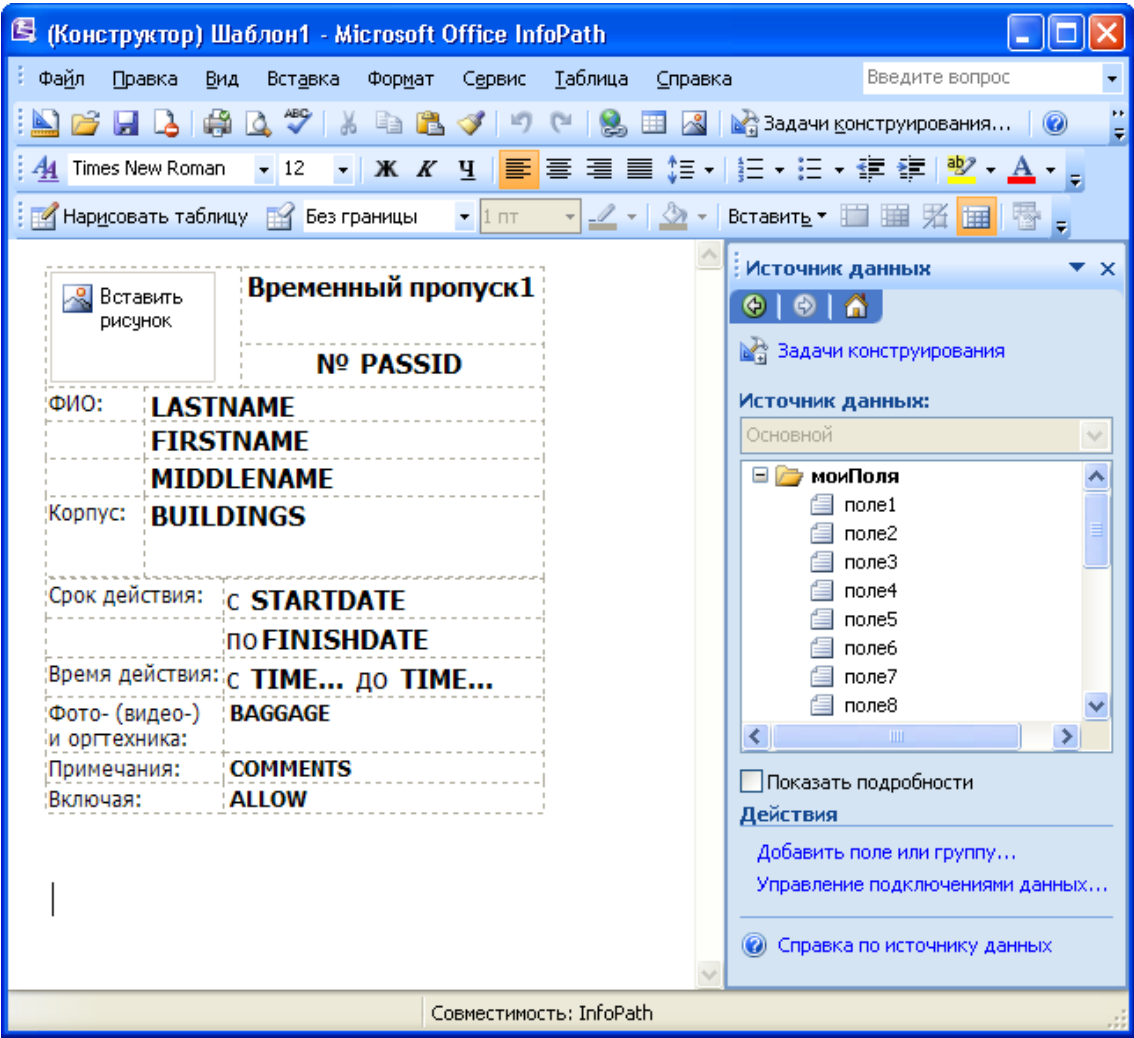 (Конструктор) Шаблон1 - Microsoft Office InfoPath
Файл Правка Вид Вставка Формат Сервис Таблица Справка Введите вопрос
ABC Задачи конструирования...
Times New Roman 12 Ж К Ч ab A
Нарисовать таблицу Без границы 1 пт Вставить
Вставить
рисунок
Временный пропуск1
№ PASSID
ФИО: LASTNAME
FIRSTNAME
MIDDLENAME
Корпус: BUILDINGS
Срок действия: с STARTDATE
по FINISHDATE
Время действия: с TIME... до TIME...
Фото- (видео-)
и оргтехника:
BAGGAGE
Примечания: COMMENTS
Включая: ALLOW
Источник данных
Задачи конструирования
Источник данных:
Основной
моиПоля
поле1
поле2
поле3
поле4
поле5
поле6
поле7
поле8
Показать подробности
Действия
Добавить поле или группу...
Управление подключениями данных...
Справка по источнику данных
Совместимость: InfoPath